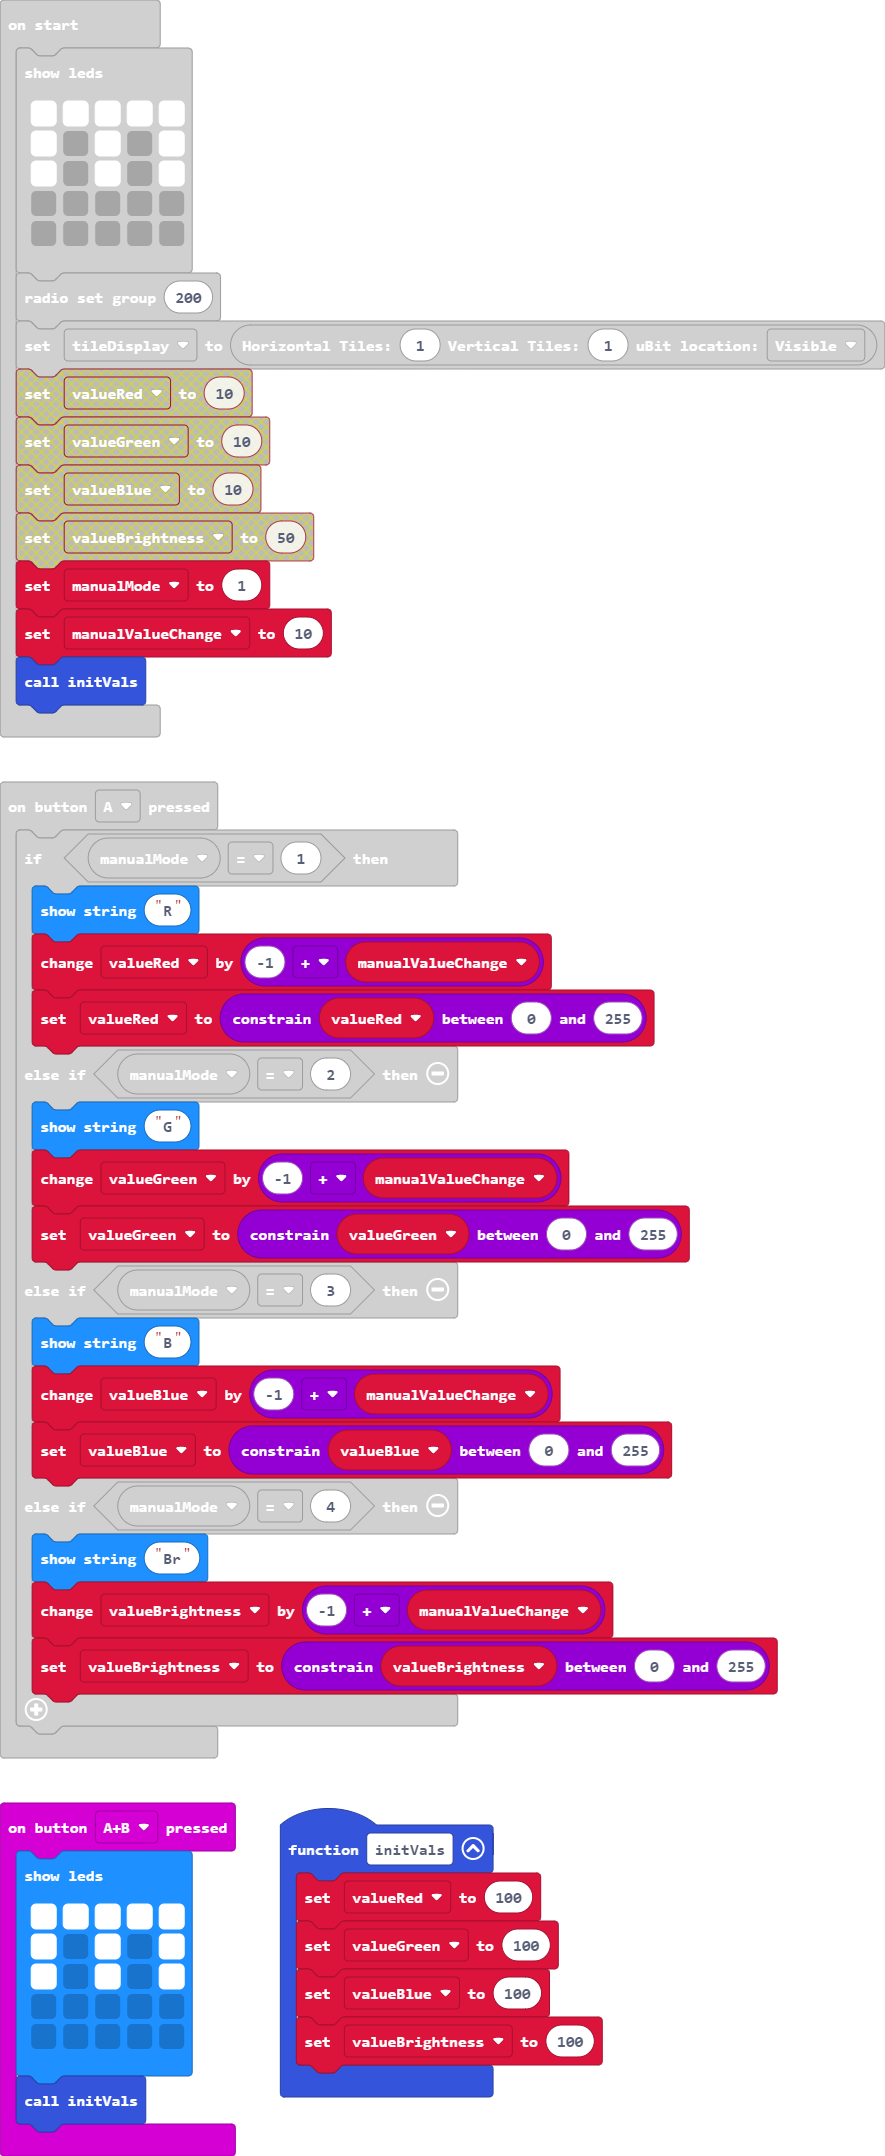 on start
show leds
radio set group 200
set tileDisplay to Horizontal Tiles: 1 Vertical Tiles: 1 uBit location: Visible
set valueRed to 10
set valueGreen to 10
set valueBlue to 10
set valueBrightness to 50
set manualMode to 1
set manualValueChange to 10
call initVals
on button A pressed
if manualMode = 1 then
show string "R"
change valueRed by -1 + manualValueChange
set valueRed to constrain valueRed between 0 and 255
else if manualMode = 2 then
show string "G"
change valueGreen by -1 + manualValueChange
set valueGreen to constrain valueGreen between 0 and 255
else if manualMode = 3 then
show string "B"
change valueBlue by -1 + manualValueChange
set valueBlue to constrain valueBlue between 0 and 255
else if manualMode = 4 then
show string "Br"
change valueBrightness by -1 + manualValueChange
set valueBrightness to constrain valueBrightness between 0 and 255
on button A+B pressed
show leds
call initVals
function initVals
set valueRed to 100
set valueGreen to 100
set valueBlue to 100
set valueBrightness to 100